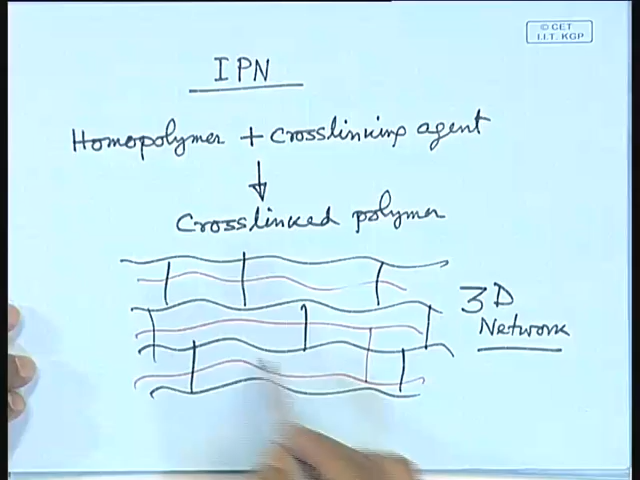 © CET
I.I.T. KGP
IPN
Homopolymer + Crosslinking agent
Crosslinked polymer
3D
Network